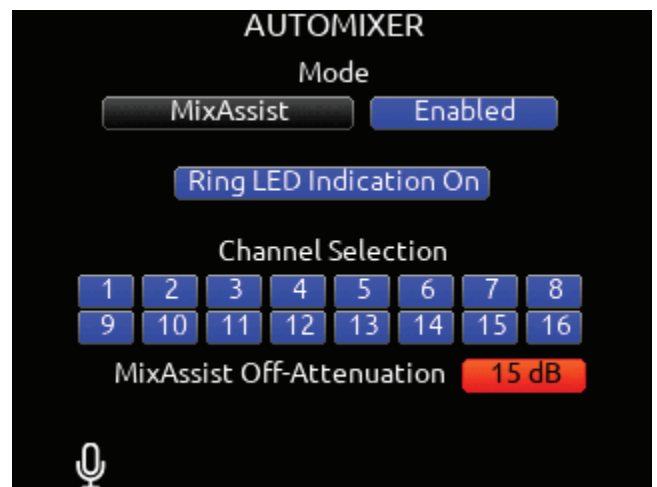 AUTOMIXER
Mode
MixAssist Enabled
Ring LED Indication On
Channel Selection
1 2 3 4 5 6 7 8
9 10 11 12 13 14 15 16
MixAssist Off-Attenuation 15 dB